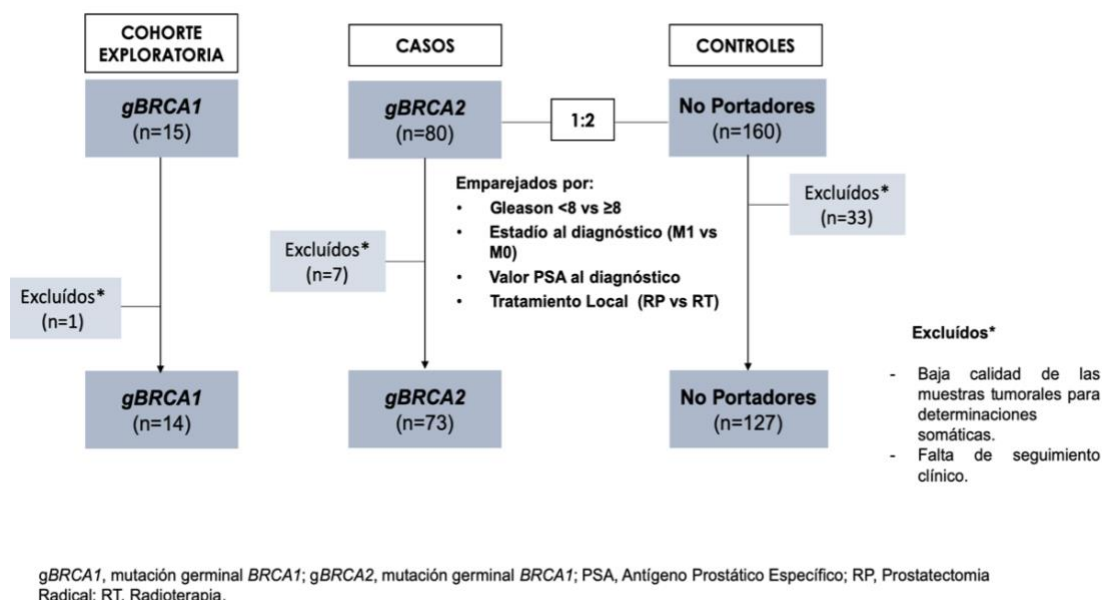 COHORTE
EXPLORATORIA
CASOS
CONTROLES
gBRCA1
(n=15)
gBRCA2
(n=80)
1:2
No Portadores
(n=160)
Emparejados por:
• Gleason <8 vs ≥8
• Estadío al diagnóstico (M1 vs
M0)
• Valor PSA al diagnóstico
• Tratamiento Local (RP vs RT)
Excluídos*
(n=33)
Excluídos*
(n=7)
Excluídos*
(n=1)
gBRCA1
(n=14)
gBRCA2
(n=73)
No Portadores
(n=127)
Excluídos*
- Baja calidad de las
muestras tumorales para
determinaciones
somáticas.
- Falta de seguimiento
clínico.
gBRCA1, mutación germinal BRCA1; gBRCA2, mutación germinal BRCA1; PSA, Antígeno Prostático Específico; RP, Prostatectomia
Radical; RT, Radioterapia.